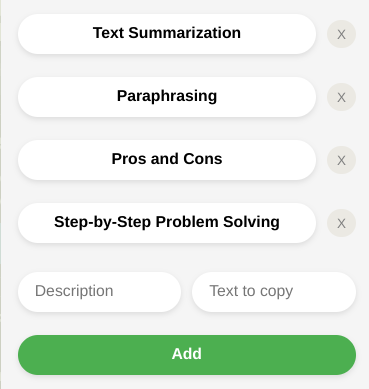 Text Summarization
X
Paraphrasing
X
Pros and Cons
X
Step-by-Step Problem Solving
X
Description
Text to copy
Add